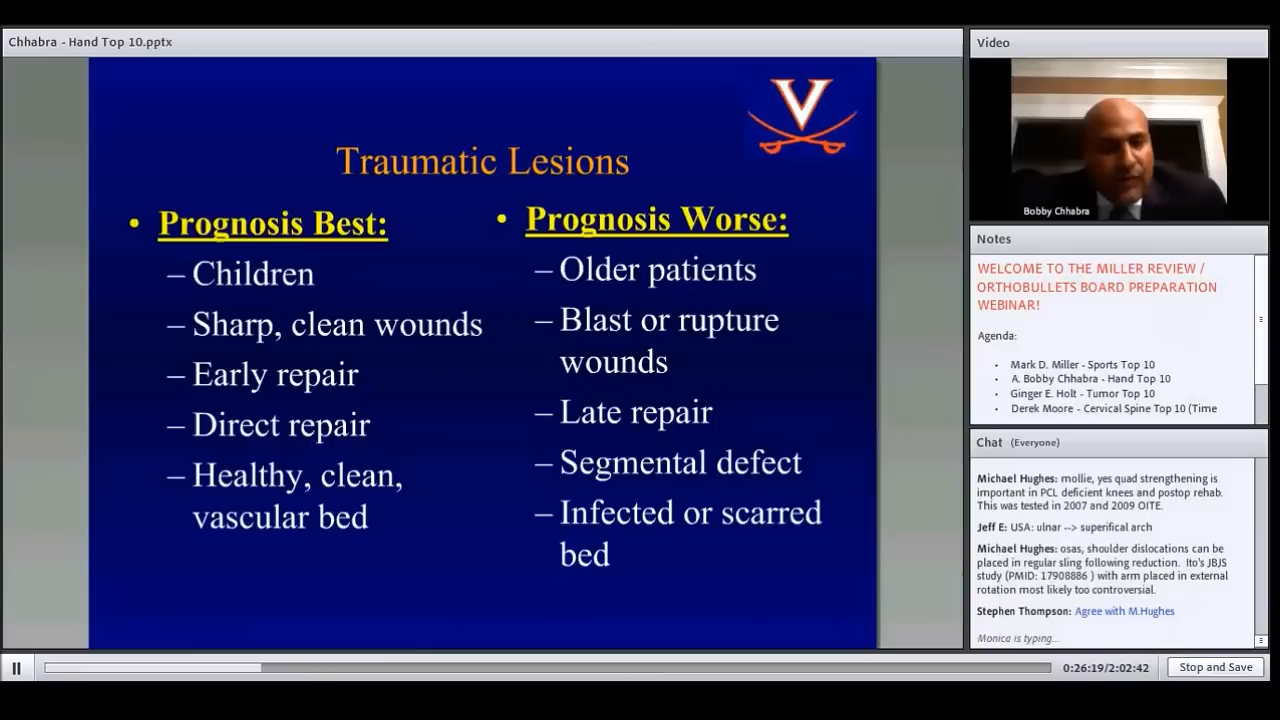 Chhabra - Hand Top 10.pptx
V
Traumatic Lesions
• Prognosis Best:
– Children
– Sharp, clean wounds
– Early repair
– Direct repair
– Healthy, clean,
vascular bed
• Prognosis Worse:
– Older patients
– Blast or rupture
wounds
– Late repair
– Segmental defect
– Infected or scarred
bed
Video
Bobby Chhabra
Notes
WELCOME TO THE MILLER REVIEW /
ORTHOBULLETS BOARD PREPARATION
WEBINAR!
Agenda:
• Mark D. Miller - Sports Top 10
• A. Bobby Chhabra - Hand Top 10
• Ginger E. Holt - Tumor Top 10
• Derek Moore - Cervical Spine Top 10 (Time
Chat (Everyone)
Michael Hughes: mollie, yes quad strengthening is
important in PCL deficient knees and postop rehab.
This was tested in 2007 and 2009 OITE.
Jeff E: USA: ulnar --> superifical arch
Michael Hughes: osas, shoulder dislocations can be
placed in regular sling following reduction. Ito's JBJS
study (PMID: 17908886 ) with arm placed in external
rotation most likely too controversial.
Stephen Thompson: Agree with M.Hughes
Monica is typing...
0:26:19/2:02:42
Stop and Save